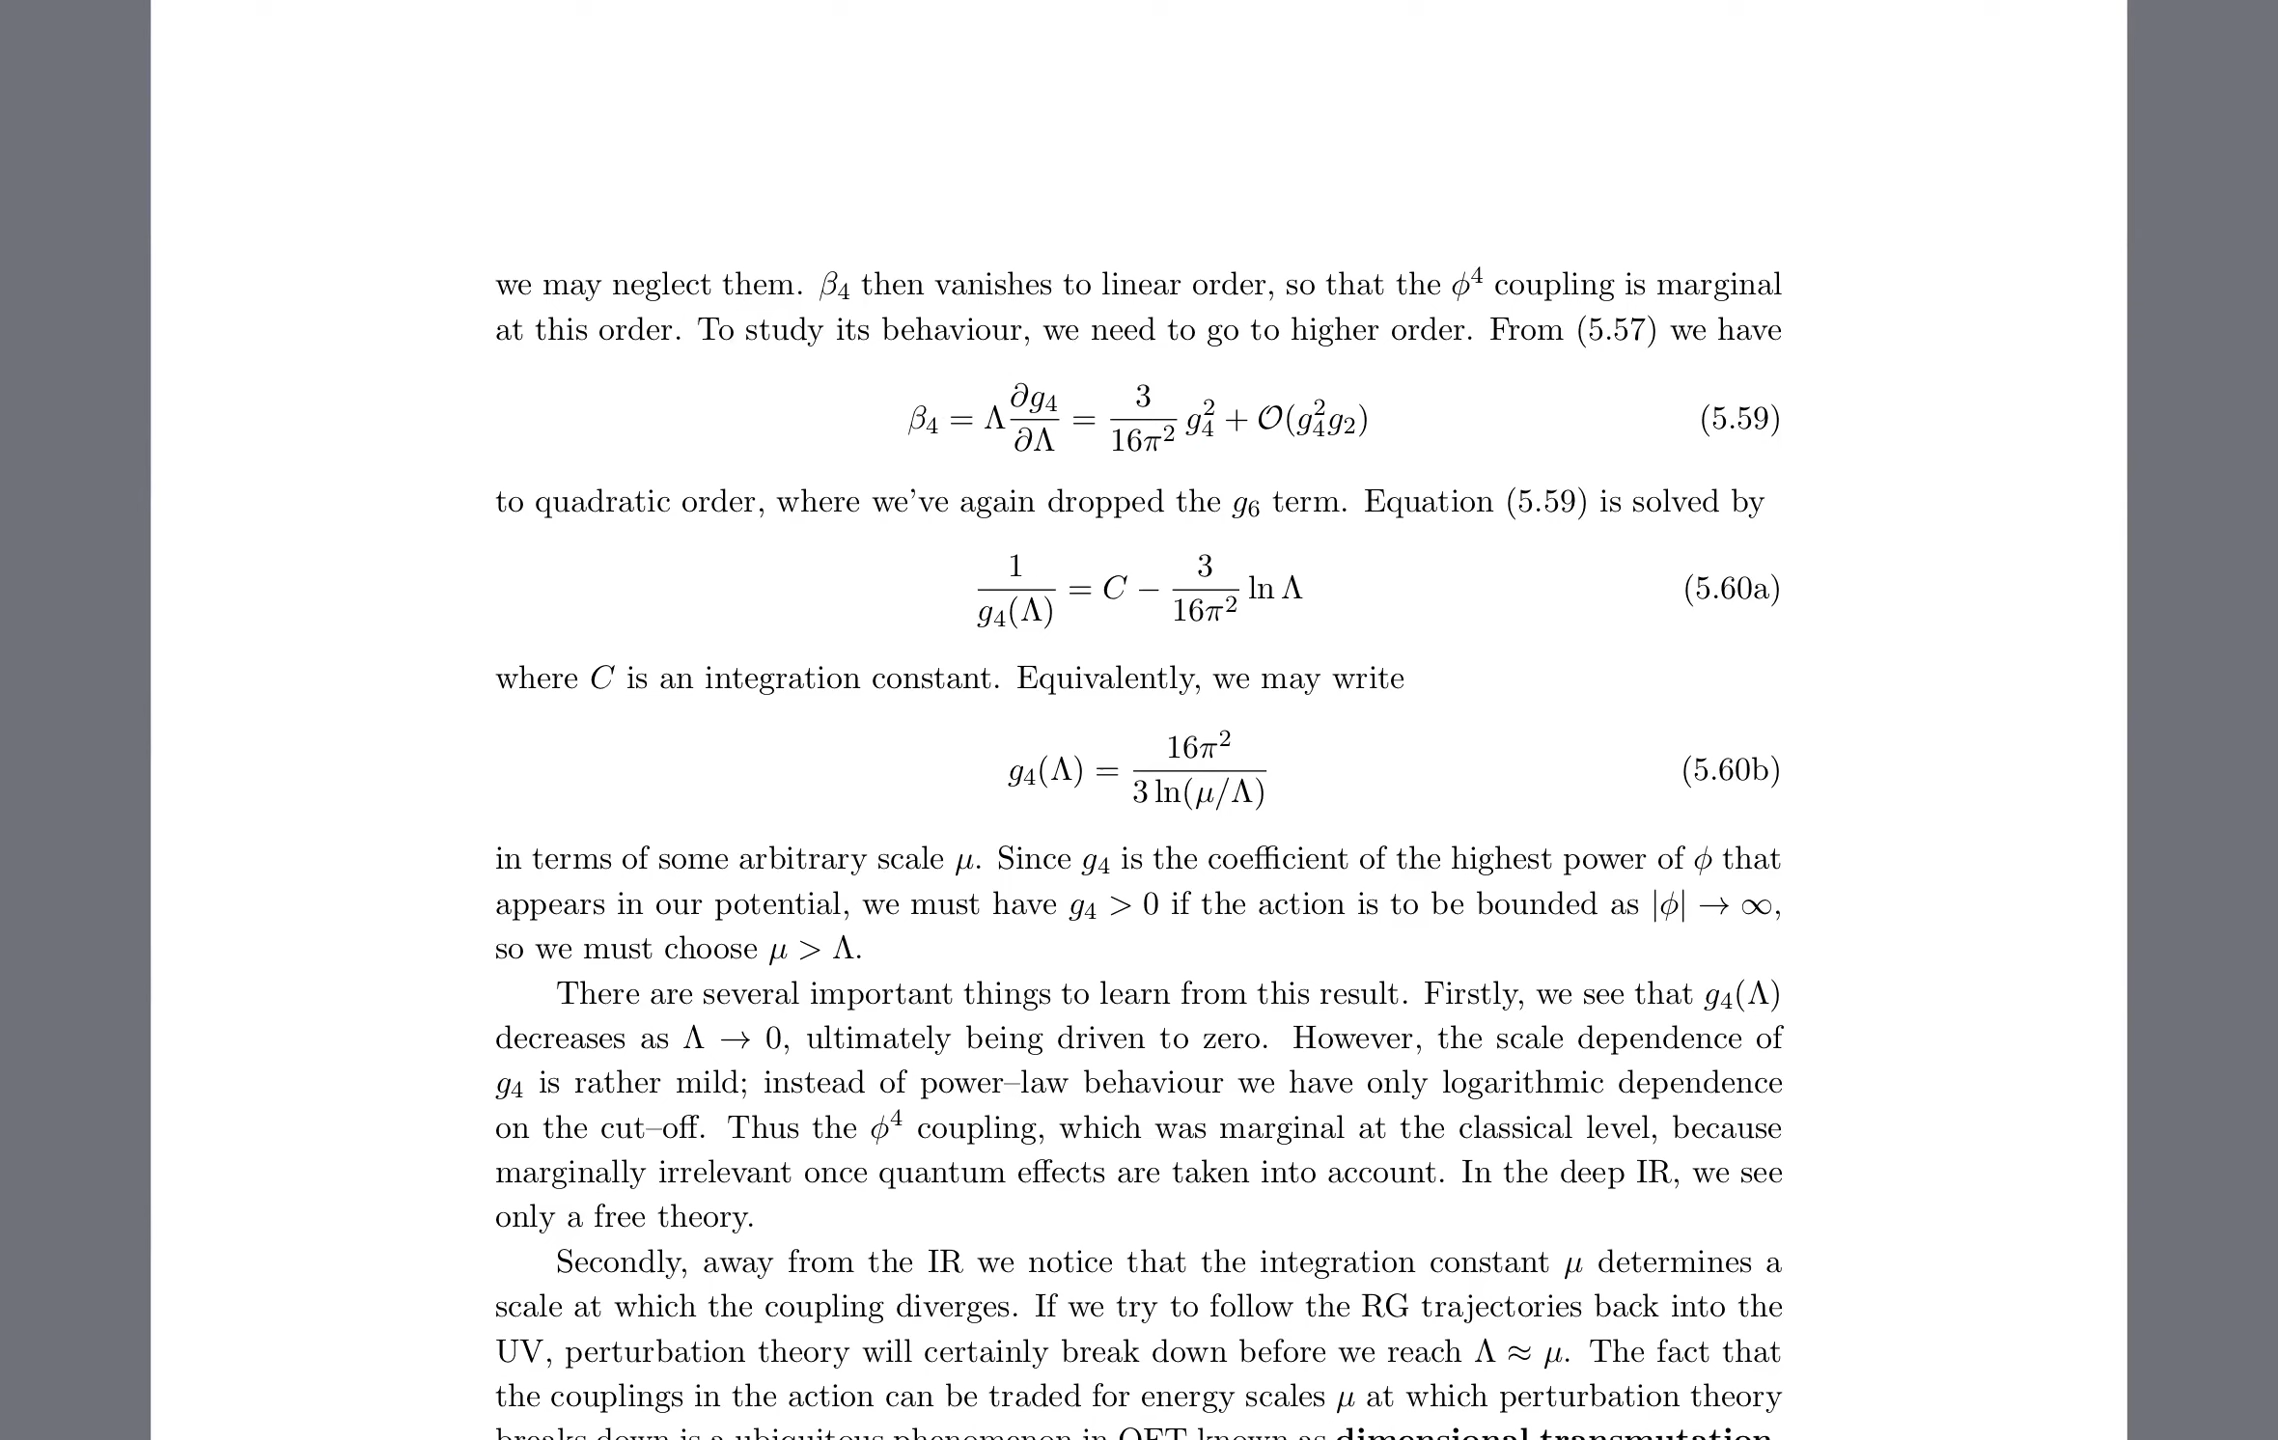 we may neglect them. β₄ then vanishes to linear order, so that the ϕ⁴ coupling is marginal
at this order. To study its behaviour, we need to go to higher order. From (5.57) we have
β₄ = Λ ∂g₄/∂Λ = 3/16π² g₄² + 𝒪(g₄²g₂) (5.59)
to quadratic order, where we've again dropped the g₆ term. Equation (5.59) is solved by
1/g₄(Λ) = C − 3/16π² ln Λ (5.60a)
where C is an integration constant. Equivalently, we may write
g₄(Λ) = 16π²/3 ln(μ/Λ) (5.60b)
in terms of some arbitrary scale μ. Since g₄ is the coefficient of the highest power of ϕ that
appears in our potential, we must have g₄ > 0 if the action is to be bounded as |ϕ| → ∞,
so we must choose μ > Λ.
There are several important things to learn from this result. Firstly, we see that g₄(Λ)
decreases as Λ → 0, ultimately being driven to zero. However, the scale dependence of
g₄ is rather mild; instead of power–law behaviour we have only logarithmic dependence
on the cut–off. Thus the ϕ⁴ coupling, which was marginal at the classical level, because
marginally irrelevant once quantum effects are taken into account. In the deep IR, we see
only a free theory.
Secondly, away from the IR we notice that the integration constant μ determines a
scale at which the coupling diverges. If we try to follow the RG trajectories back into the
UV, perturbation theory will certainly break down before we reach Λ ≈ μ. The fact that
the couplings in the action can be traded for energy scales μ at which perturbation theory
breaks down is a ubiquitous phenomenon in QFT known as dimensional transmutation.